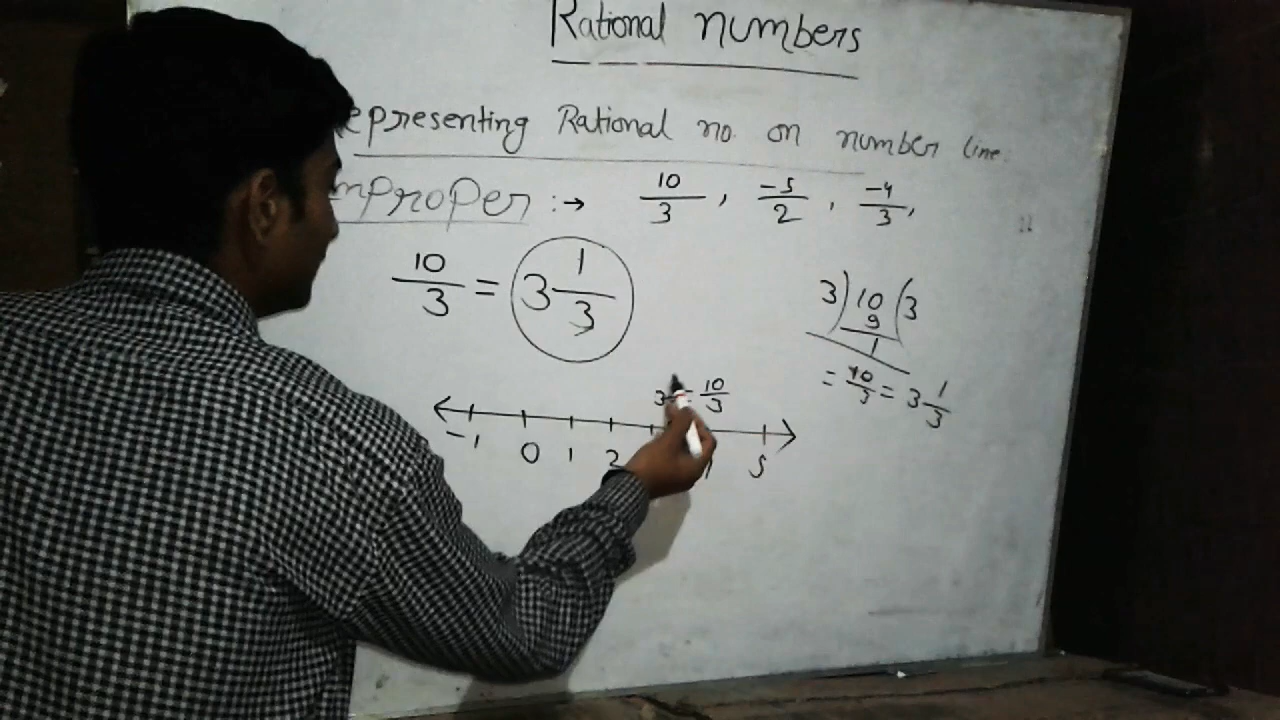 Rational numbers
epresenting Rational no. on number line.
mproper :→ 10/3, -5/2, -4/3,
10/3 = 3 1/3
3)10(3
9
1
= 10/3 = 3 1/3
3 = 10/3
-1 0 1 2 5